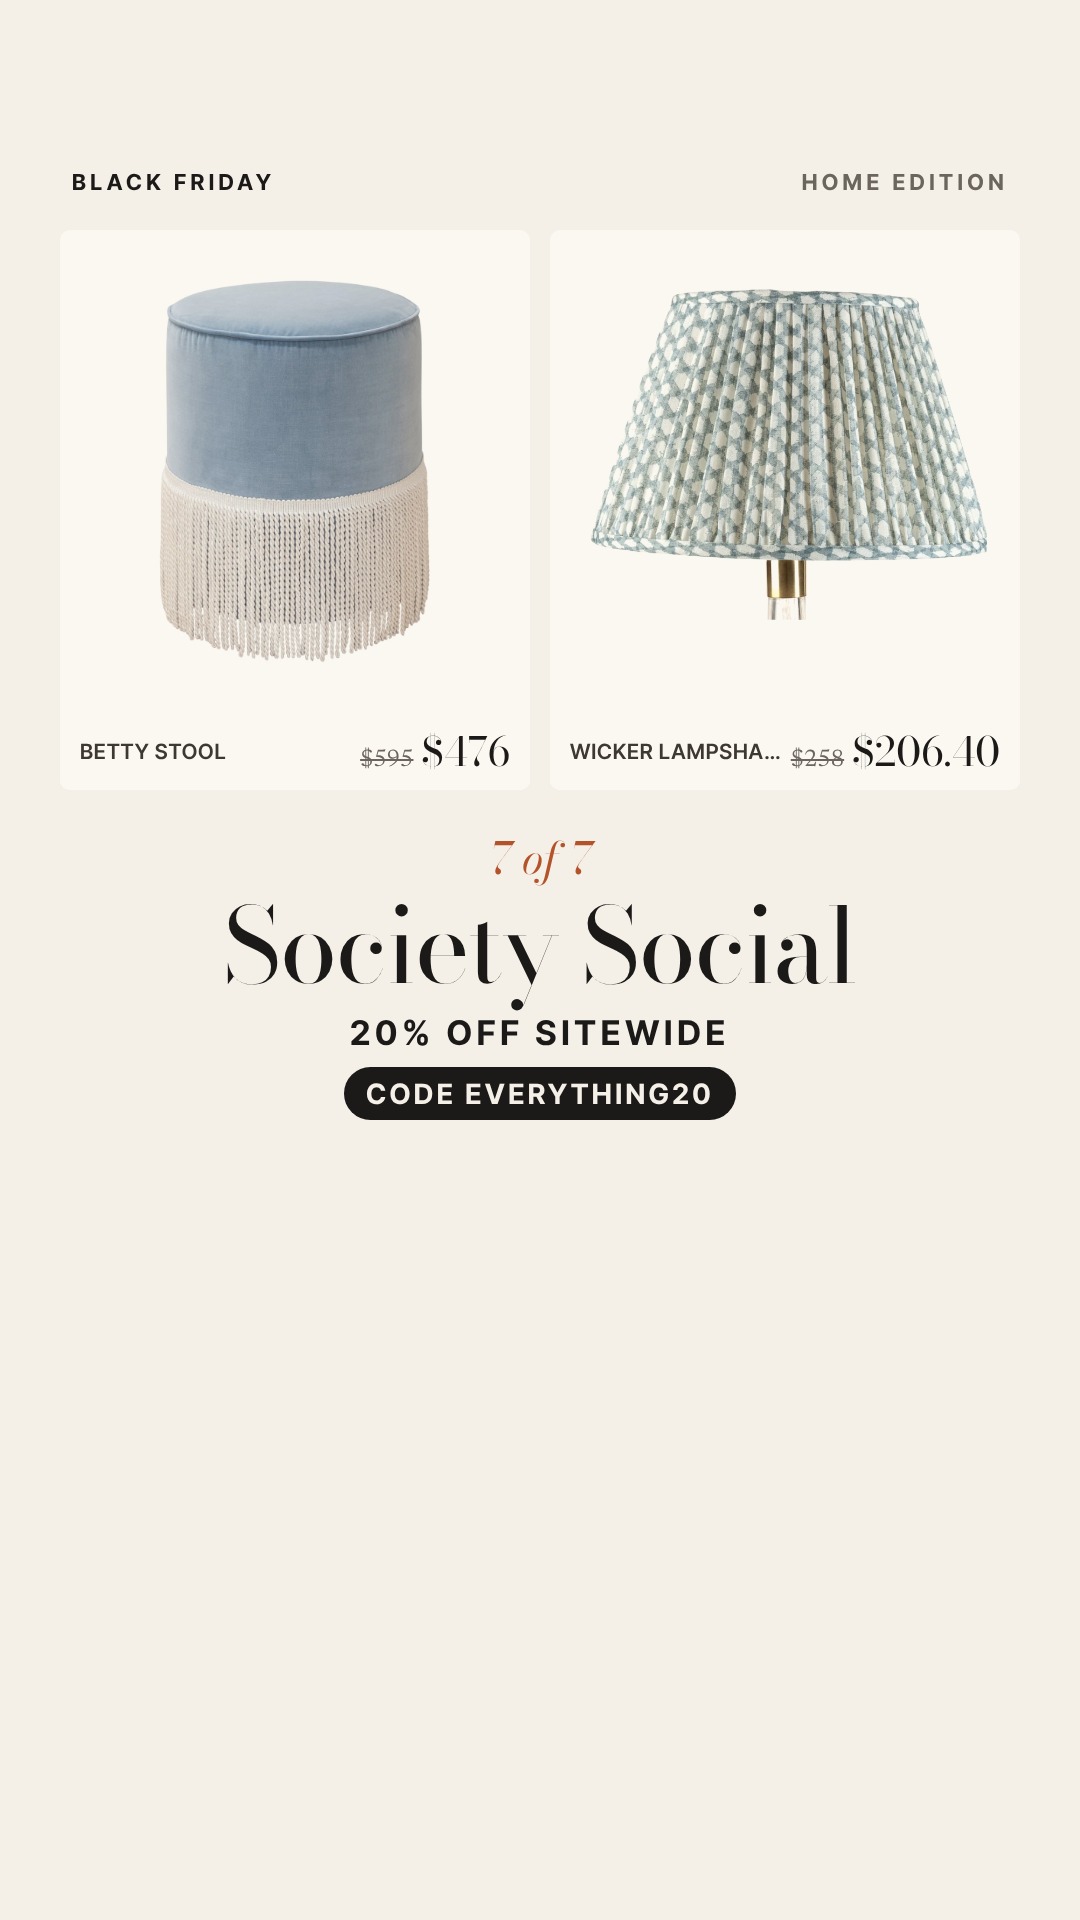 BLACK FRIDAY
HOME EDITION
BETTY STOOL $595 $476
WICKER LAMPSHA... $258 $206.40
7 of 7
Society Social
20% OFF SITEWIDE
CODE EVERYTHING20